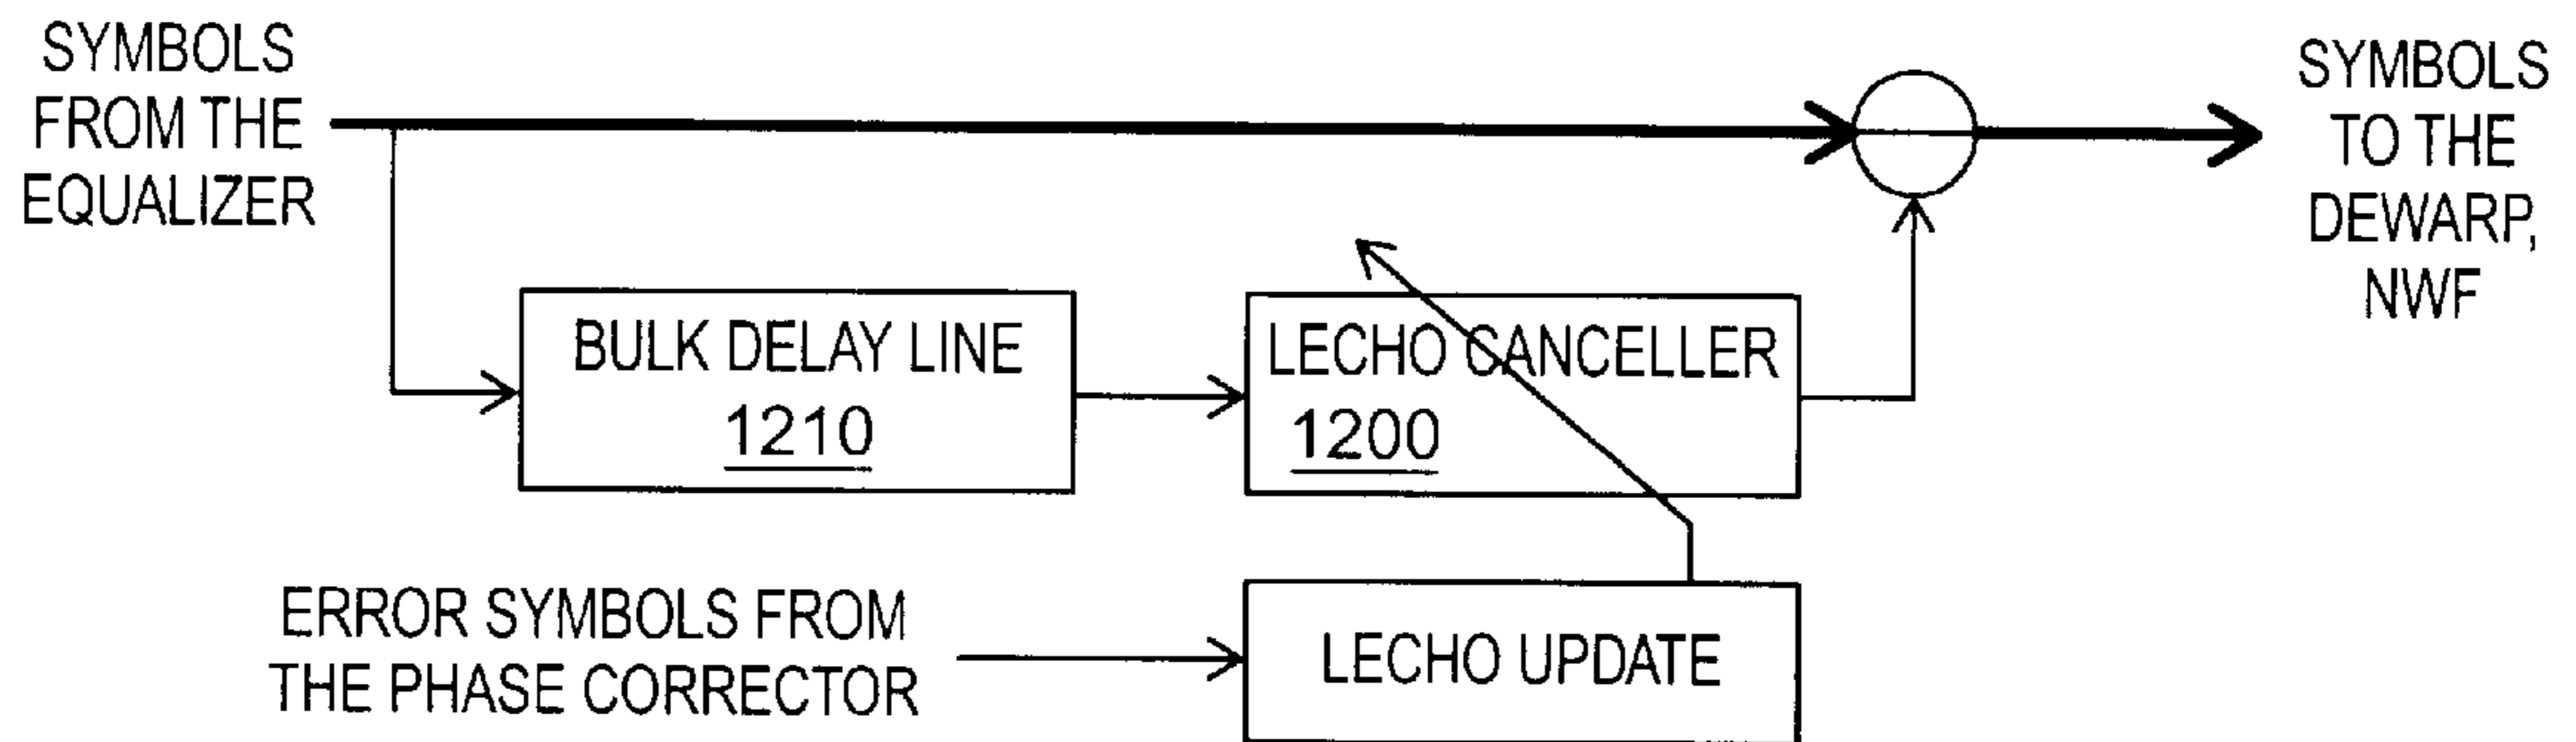 SYMBOLS
FROM THE
EQUALIZER
SYMBOLS
TO THE
DEWARP,
NWF
BULK DELAY LINE
1210
LECHO CANCELLER
1200
ERROR SYMBOLS FROM
THE PHASE CORRECTOR
LECHO UPDATE